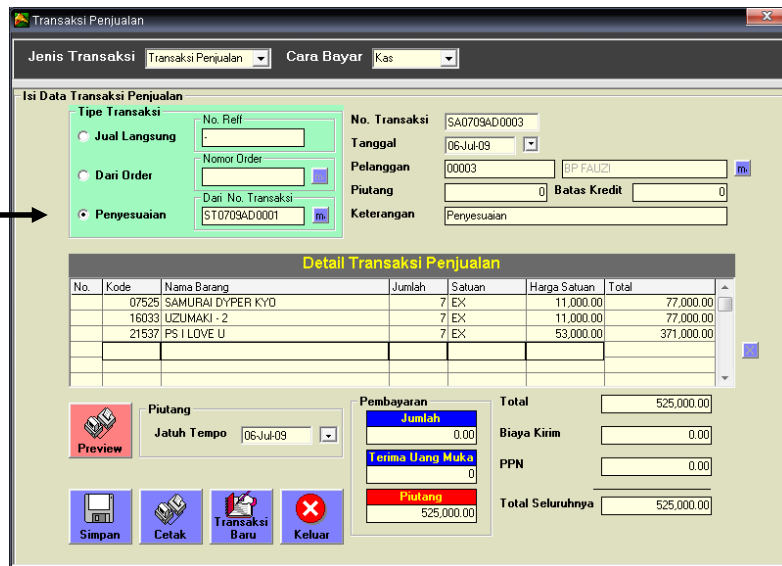 Transaksi Penjualan
Jenis Transaksi Transaksi Penjualan Cara Bayar Kas
Isi Data Transaksi Penjualan
Tipe Transaksi
No. Reff
Jual Langsung -
Nomor Order
Dari Order
Dari No. Transaksi
Penyesuaian ST0709AD0001 m.
No. Transaksi SA0709AD0003
Tanggal 06-Jul-09
Pelanggan 00003 BP FAUZI m.
Piutang 0 Batas Kredit 0
Keterangan Penyesuaian
Detail Transaksi Penjualan
No. Kode Nama Barang Jumlah Satuan Harga Satuan Total
07525 SAMURAI DYPER KYO 7 EX 11,000.00 77,000.00
16033 UZUMAKI - 2 7 EX 11,000.00 77,000.00
21537 PS I LOVE U 7 EX 53,000.00 371,000.00
X
Preview
Piutang
Jatuh Tempo 06-Jul-09
Simpan
Cetak
Transaksi
Baru
Keluar
Pembayaran
Jumlah
0.00
Terima Uang Muka
0
Piutang
525,000.00
Total 525,000.00
Biaya Kirim 0.00
PPN 0.00
Total Seluruhnya 525,000.00